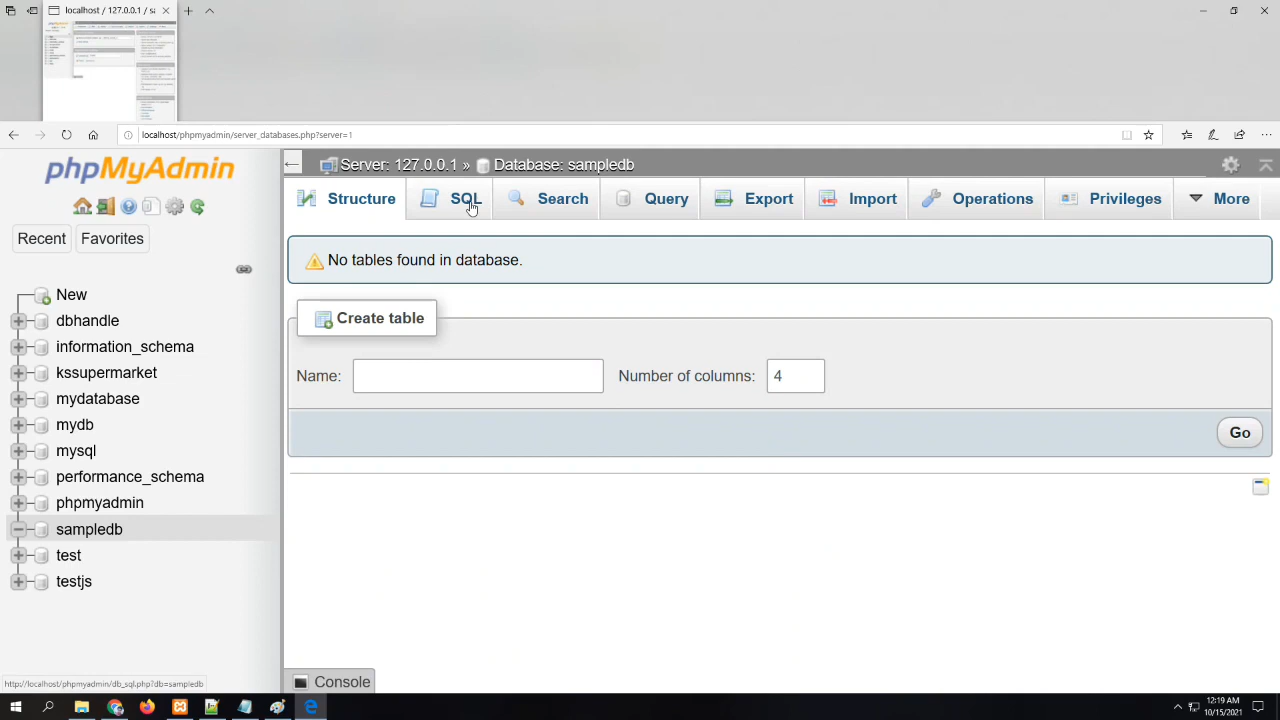 localhost / 127.0.0.1 / sa
localhost/phpmyadmin/server_databases.php?server=1
phpMyAdmin
Recent Favorites
New
dbhandle
information_schema
kssupermarket
mydatabase
mydb
mysql
performance_schema
phpmyadmin
sampledb
test
testjs
http://localhost/phpmyadmin/db_sql.php?db=sampledb
Server: 127.0.0.1 » Database: sampledb
Structure SQL Search Query Export Import Operations Privileges More
No tables found in database.
Create table
Name: Number of columns: 4
Go
Console
12:19 AM
10/15/2021